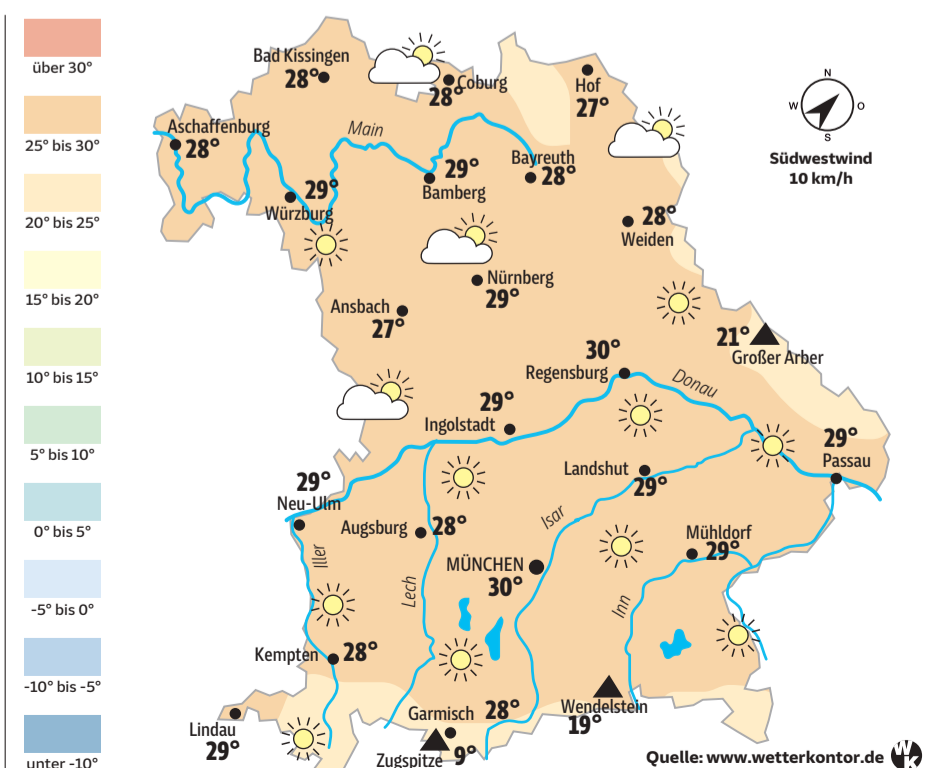 über 30°
25° bis 30°
20° bis 25°
15° bis 20°
10° bis 15°
5° bis 10°
0° bis 5°
-5° bis 0°
-10° bis -5°
unter -10°
Bad Kissingen
28°
Coburg
28°
Hof
27°
N
W
O
S
Südwestwind
10 km/h
Aschaffenburg
28°
Main
29°
Würzburg
29°
Bamberg
Bayreuth
28°
28°
Weiden
Nürnberg
29°
Ansbach
27°
21°
Großer Arber
30°
Regensburg
Donau
29°
Ingolstadt
29°
Passau
Landshut
29°
29°
Neu-Ulm
Augsburg
28°
Isar
Mühldorf
29°
Iller
Lech
MÜNCHEN
30°
Inn
Kempten
28°
Lindau
29°
Garmisch
28°
Zugspitze
9°
Wendelstein
19°
Quelle: www.wetterkontor.de
WK